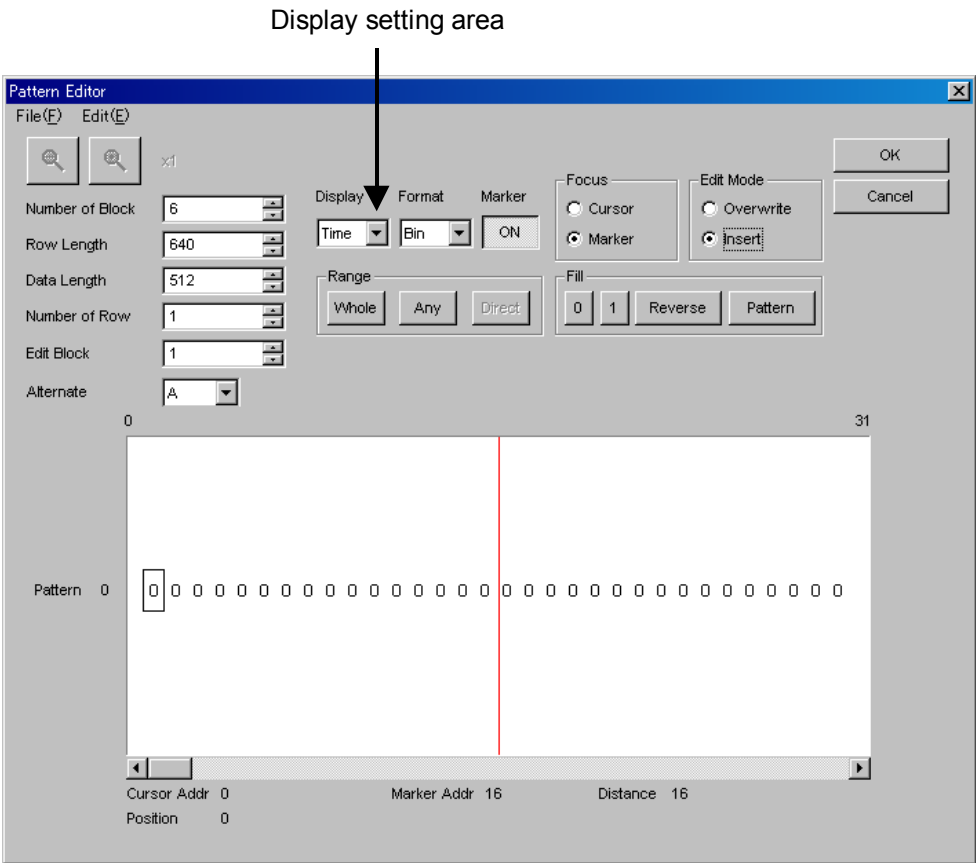 Display setting area
Pattern Editor
File(F) Edit(E)
x1
OK
Cancel
Number of Block 6
Row Length 640
Data Length 512
Number of Row 1
Edit Block 1
Alternate A
Display Format Marker
Time Bin ON
Focus
Cursor
Marker
Edit Mode
Overwrite
Insert
Range
Whole Any Direct
Fill
0 1 Reverse Pattern
0 31
Pattern 0 0 0 0 0 0 0 0 0 0 0 0 0 0 0 0 0 0 0 0 0 0 0 0 0 0 0 0 0 0 0 0 0
Cursor Addr 0 Marker Addr 16 Distance 16
Position 0